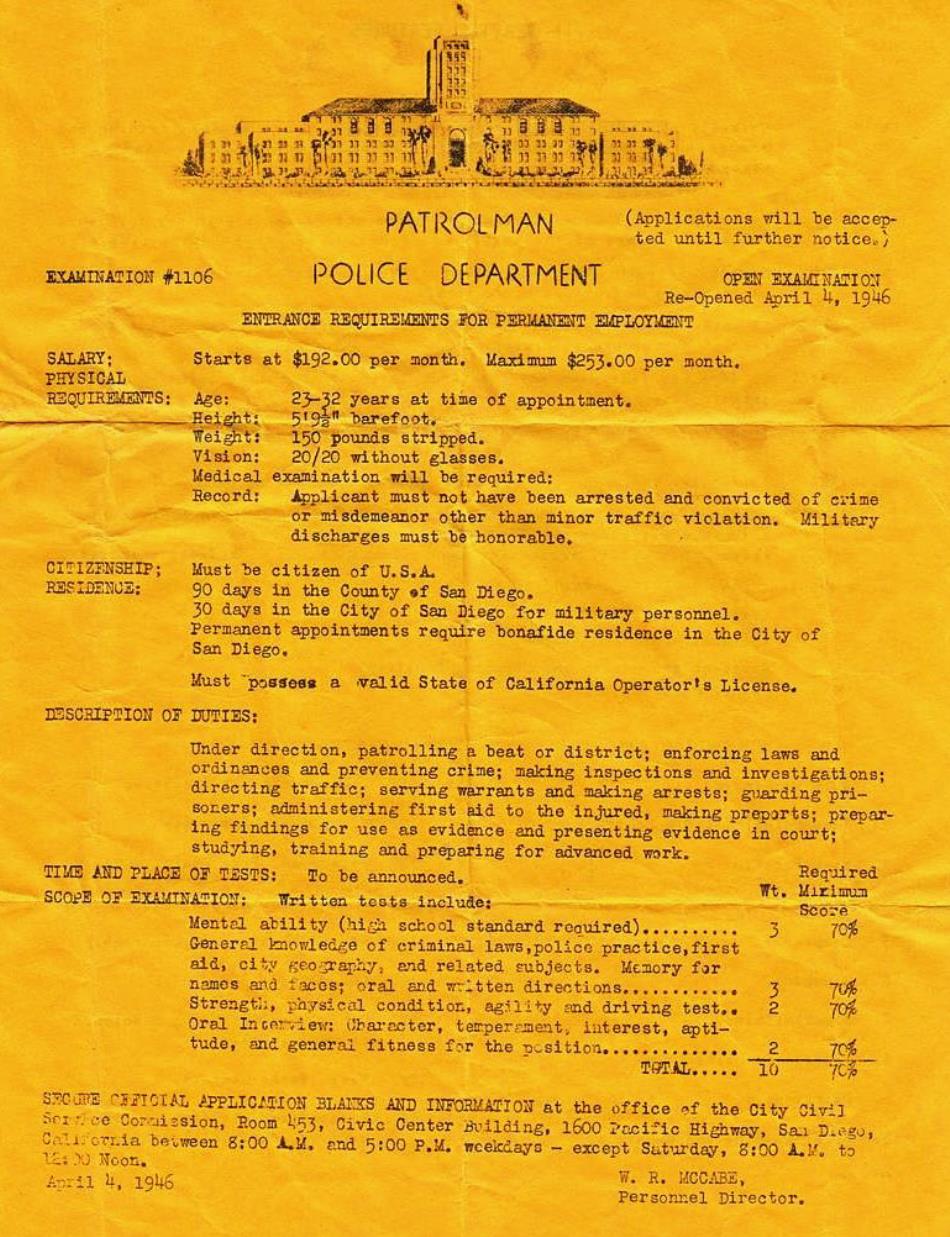 PATROLMAN
(Applications will be accep-
ted until further notice.)
EXAMINATION #1106
POLICE DEPARTMENT
OPEN EXAMINATION
Re-Opened April 4, 1946
ENTRANCE REQUIREMENTS FOR PERMANENT EMPLOYMENT
SALARY; Starts at $192.00 per month. Maximum $253.00 per month.
PHYSICAL
REQUIREMENTS: Age: 23-32 years at time of appointment.
Height: 5'9½" barefoot.
Weight: 150 pounds stripped.
Vision: 20/20 without glasses.
Medical examination will be required:
Record: Applicant must not have been arrested and convicted of crime
or misdemeanor other than minor traffic violation. Military
discharges must be honorable.
CITIZENSHIP; Must be citizen of U.S.A.
RESIDENCE: 90 days in the County of San Diego.
30 days in the City of San Diego for military personnel.
Permanent appointments require bonafide residence in the City of
San Diego.
Must possess a valid State of California Operator's License.
DESCRIPTION OF DUTIES:
Under direction, patrolling a beat or district; enforcing laws and
ordinances and preventing crime; making inspections and investigations;
directing traffic; serving warrants and making arrests; guarding pri-
soners; administering first aid to the injured, making preports; prepar-
ing findings for use as evidence and presenting evidence in court;
studying, training and preparing for advanced work.
TIME AND PLACE OF TESTS: To be announced.
Required
SCOPE OF EXAMINATION: Written tests include: Wt. Minimum
Score
Mental ability (high school standard required).......... 3 70%
General knowledge of criminal laws,police practice,first
aid, city geography, and related subjects. Memory for
names and faces; oral and written directions............ 3 70%
Strength, physical condition, agility and driving test.. 2 70%
Oral Interview: Character, temperament, interest, apti-
tude, and general fitness for the position.............. 2 70%
TOTAL..... 10 70%
SECURE OFFICIAL APPLICATION BLANKS AND INFORMATION at the office of the City Civil
Service Commission, Room 453, Civic Center Building, 1600 Pacific Highway, San Diego,
California between 8:00 A.M. and 5:00 P.M. weekdays - except Saturday, 8:00 A.M. to
12:00 Noon.
April 4, 1946
W. R. MCCABE,
Personnel Director.